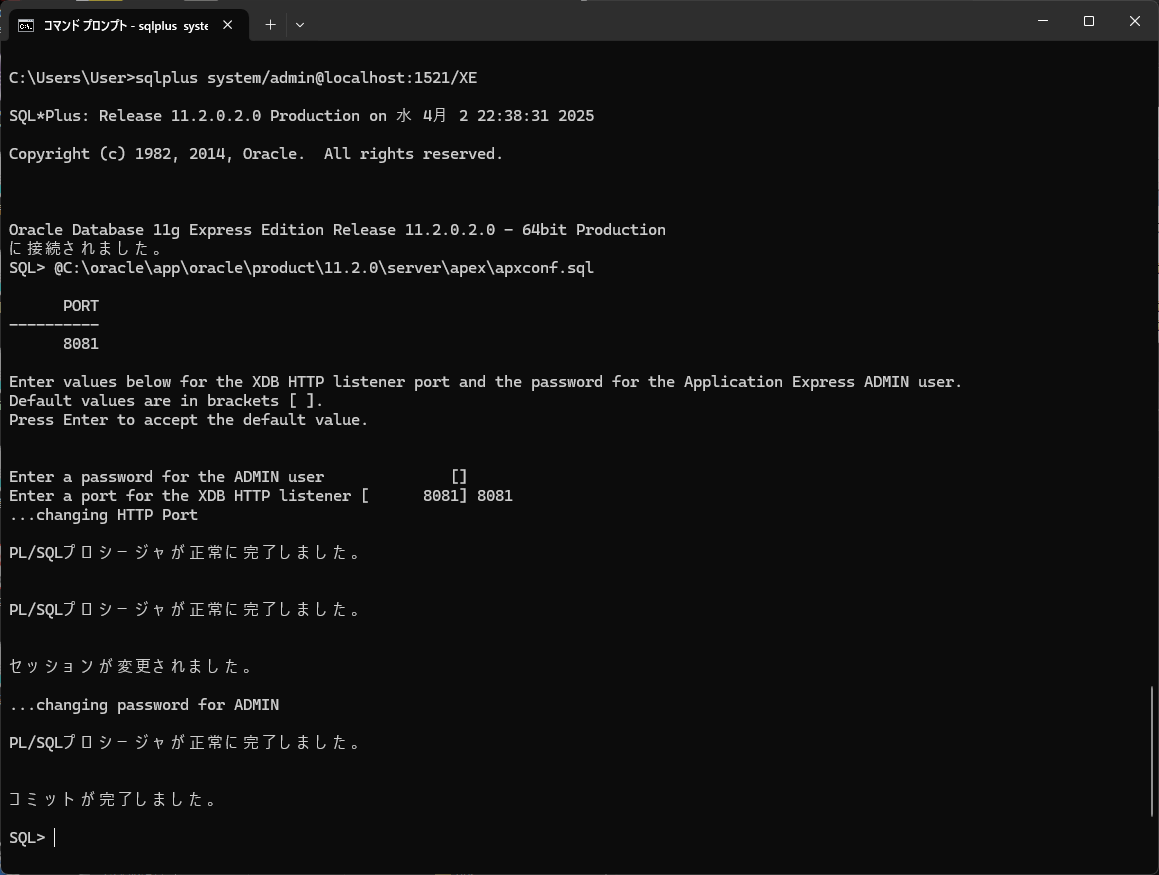 コマンド プロンプト - sqlplus syste
C:\Users\User>sqlplus system/admin@localhost:1521/XE
SQL*Plus: Release 11.2.0.2.0 Production on 水 4月 2 22:38:31 2025
Copyright (c) 1982, 2014, Oracle.  All rights reserved.
Oracle Database 11g Express Edition Release 11.2.0.2.0 - 64bit Production
に接続されました。
SQL> @C:\oracle\app\oracle\product\11.2.0\server\apex\apxconf.sql
PORT
----------
8081
Enter values below for the XDB HTTP listener port and the password for the Application Express ADMIN user.
Default values are in brackets [ ].
Press Enter to accept the default value.
Enter a password for the ADMIN user              []
Enter a port for the XDB HTTP listener [      8081] 8081
...changing HTTP Port
PL/SQLプロシージャが正常に完了しました。
PL/SQLプロシージャが正常に完了しました。
セッションが変更されました。
...changing password for ADMIN
PL/SQLプロシージャが正常に完了しました。
コミットが完了しました。
SQL>